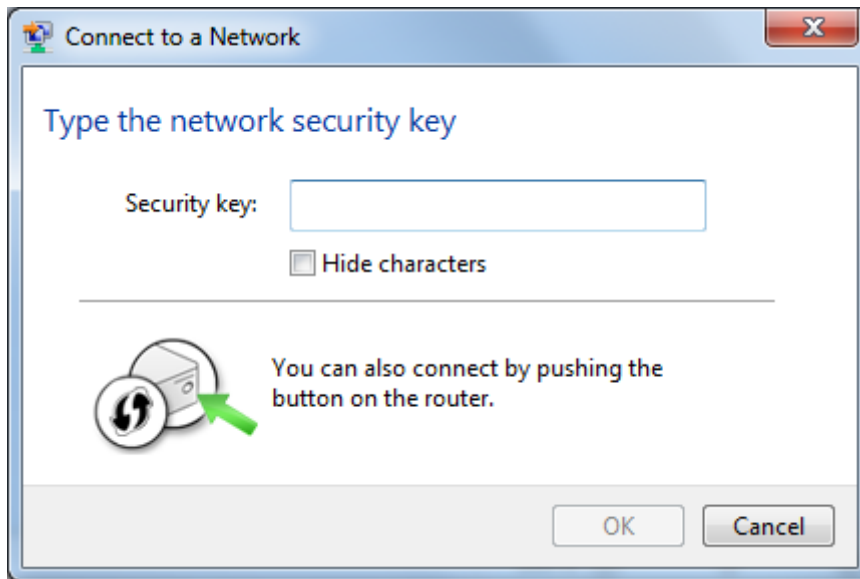 Connect to a Network
Type the network security key
Security key:
Hide characters
You can also connect by pushing the
button on the router.
OK
Cancel